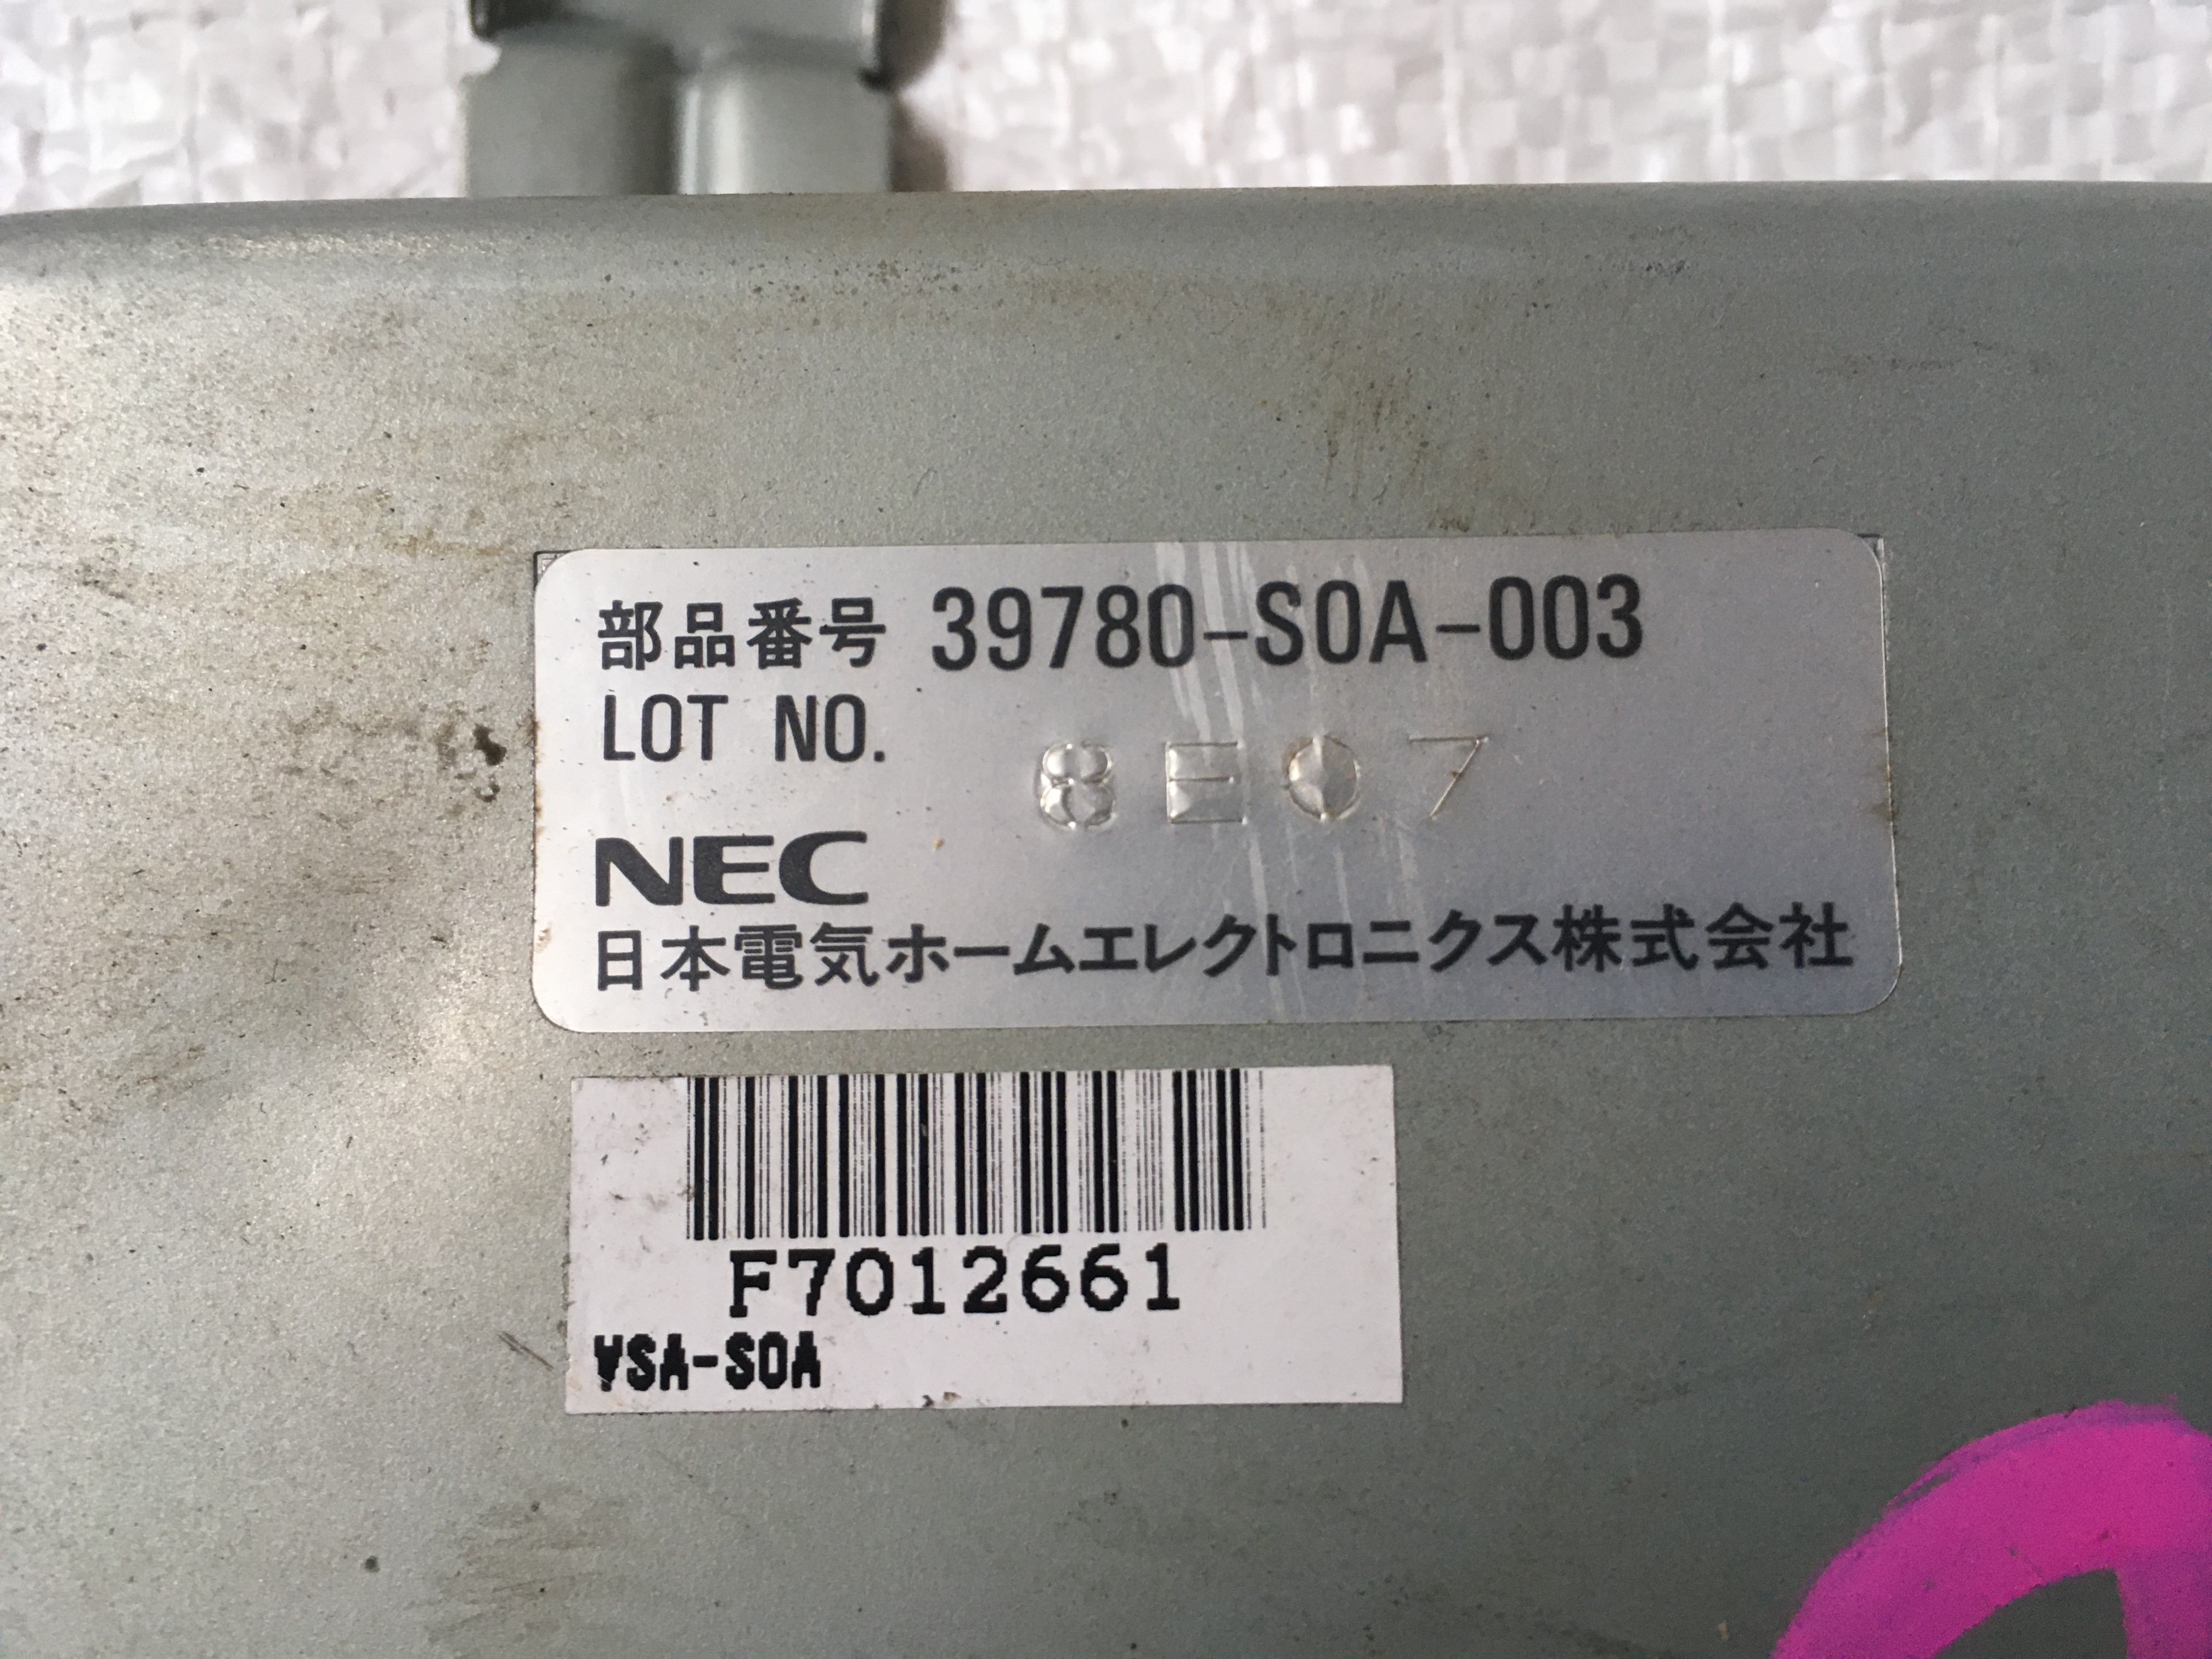 部品番号 39780-S0A-003
LOT NO. 8E07
NEC
日本電気ホームエレクトロニクス株式会社
F7012661
VSA-S0A